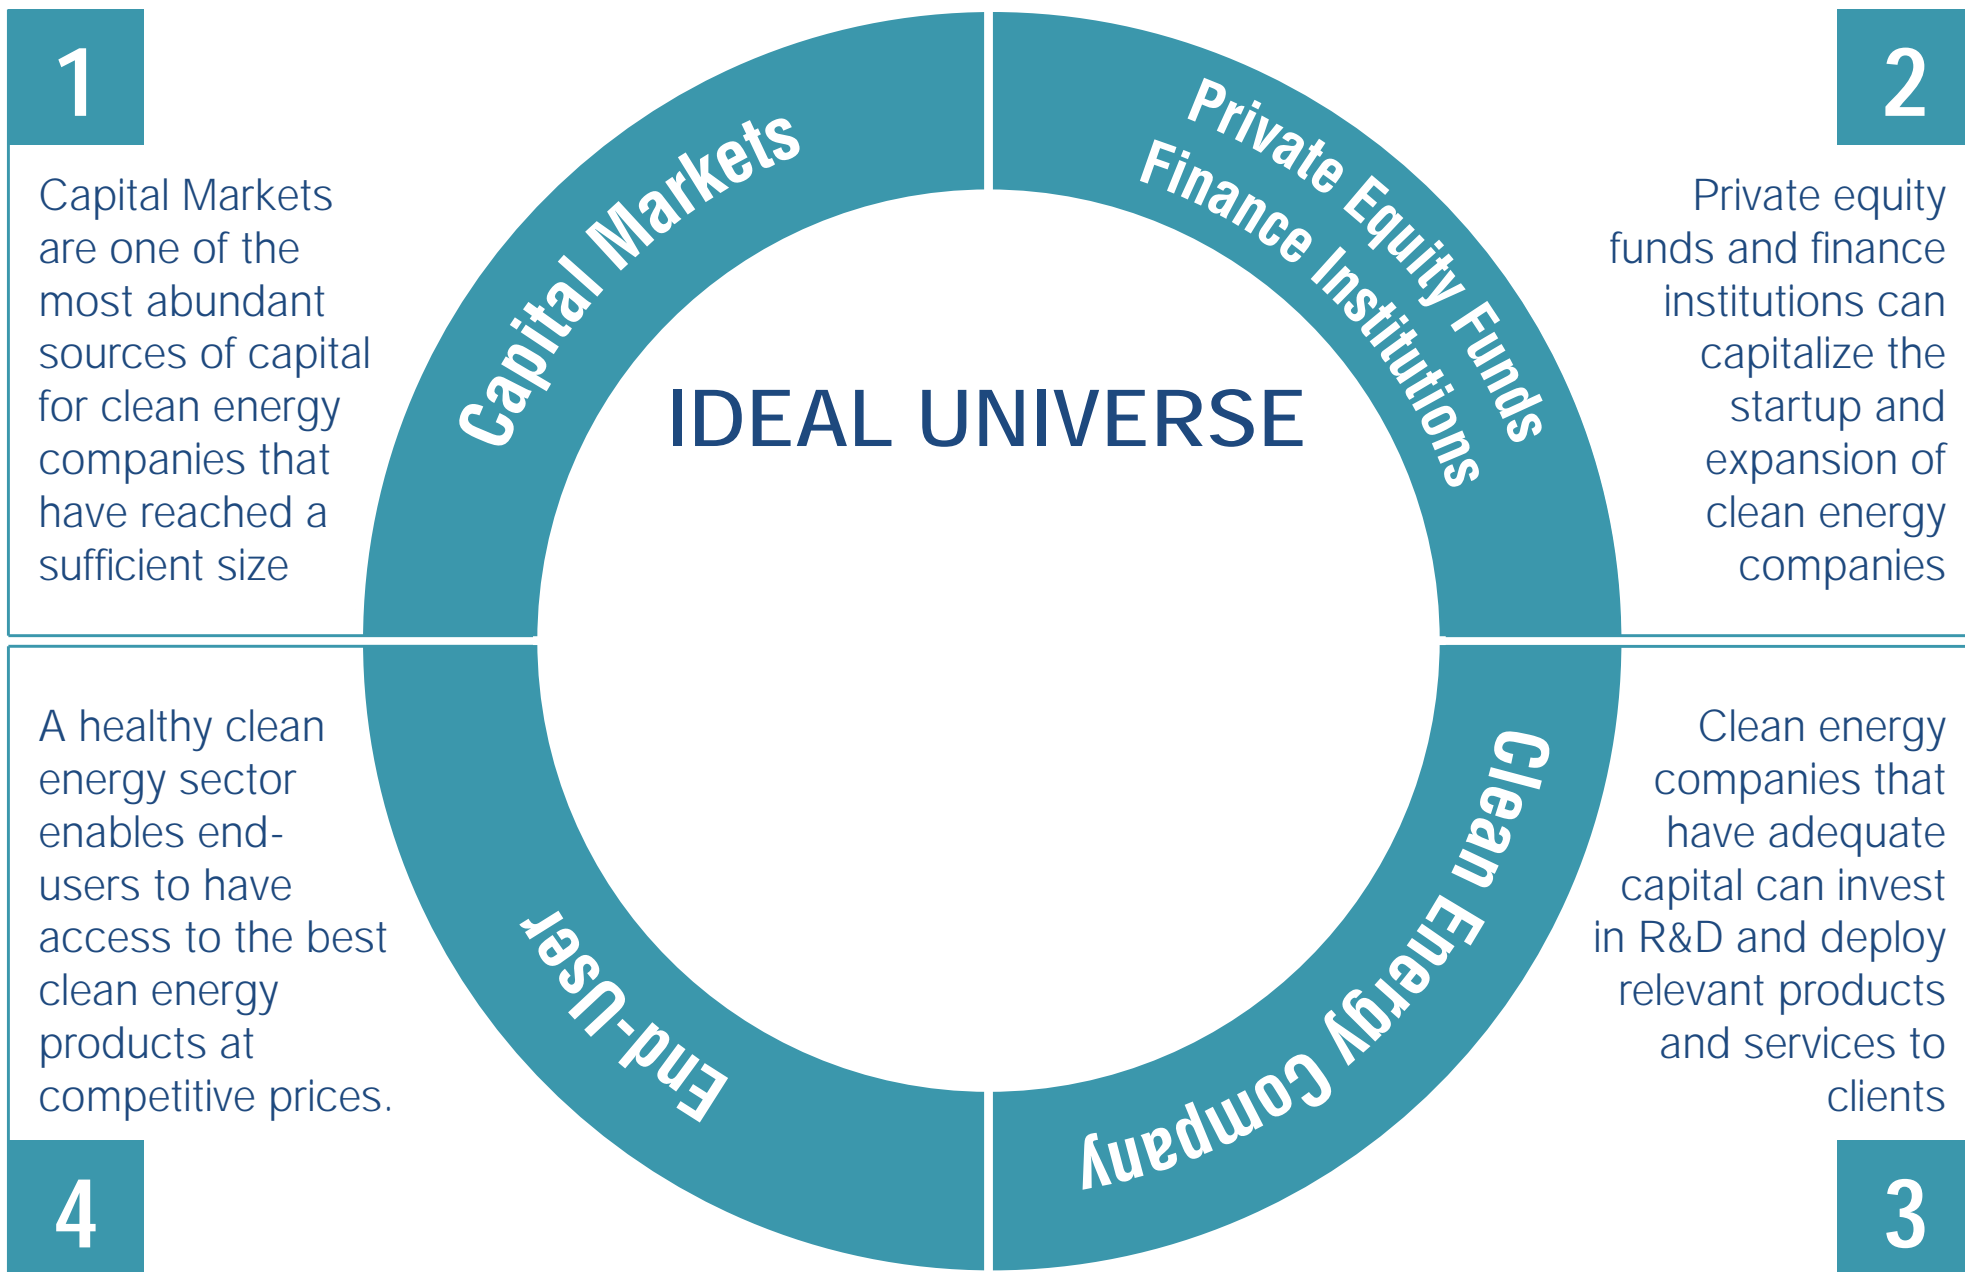 1
Capital Markets
are one of the
most abundant
sources of capital
for clean energy
companies that
have reached a
sufficient size
Capital Markets
Private Equity Funds
Finance Institutions
2
Private equity
funds and finance
institutions can
capitalize the
startup and
expansion of
clean energy
companies
IDEAL UNIVERSE
Clean Energy Company
Clean energy
companies that
have adequate
capital can invest
in R&D and deploy
relevant products
and services to
clients
3
End-User
A healthy clean
energy sector
enables end-
users to have
access to the best
clean energy
products at
competitive prices.
4